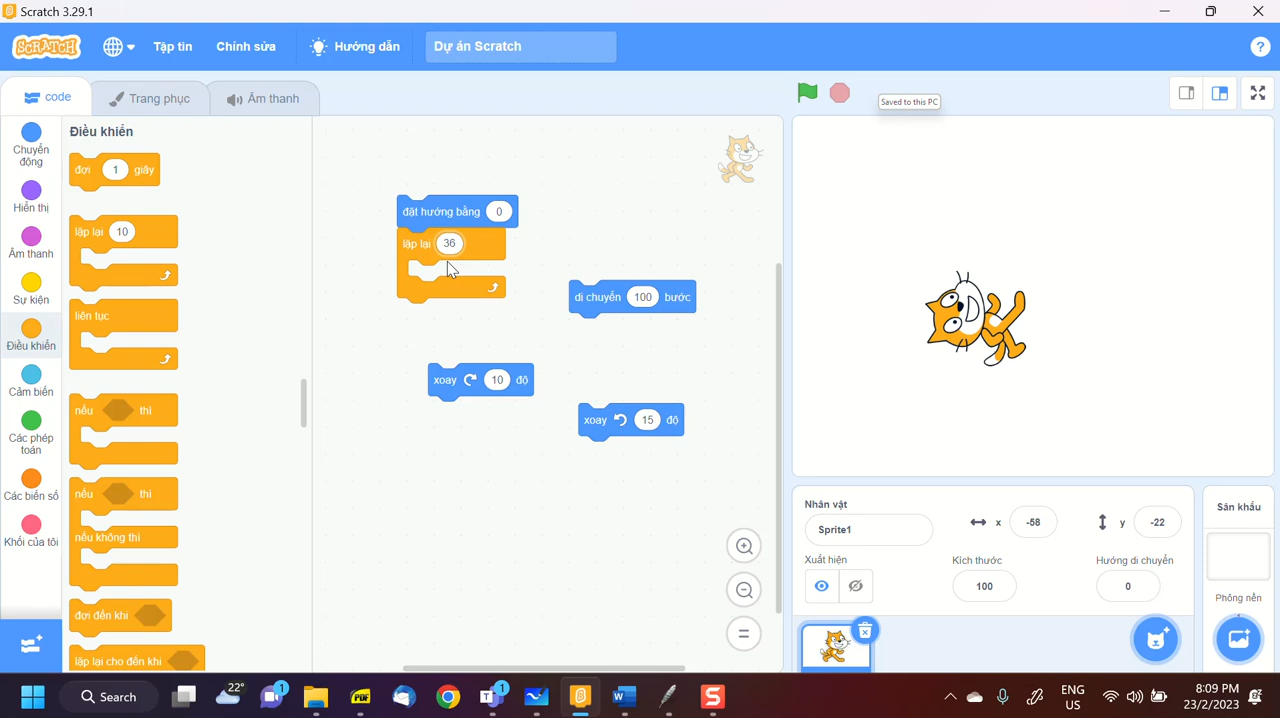 Scratch 3.29.1
SCRATCH
Tập tin
Chỉnh sửa
Hướng dẫn
Dự án Scratch
?
code
Trang phục
Âm thanh
Saved to this PC
Chuyển động
Hiển thị
Âm thanh
Sự kiện
Điều khiển
Cảm biến
Các phép toán
Các biến số
Khối của tôi
Điều khiển
đợi 1 giây
lặp lại 10
liên tục
nếu thì
nếu thì
nếu không thì
đợi đến khi
lặp lại cho đến khi
đặt hướng bằng 0
lặp lại 36
di chuyển 100 bước
xoay 10 độ
xoay 15 độ
Nhân vật
Sprite1
x -58
y -22
Xuất hiện
Kích thước
100
Hướng di chuyển
0
Sân khấu
Phông nền
Search
22°
1
PDF
1
W
S
ENG
US
8:09 PM
23/2/2023